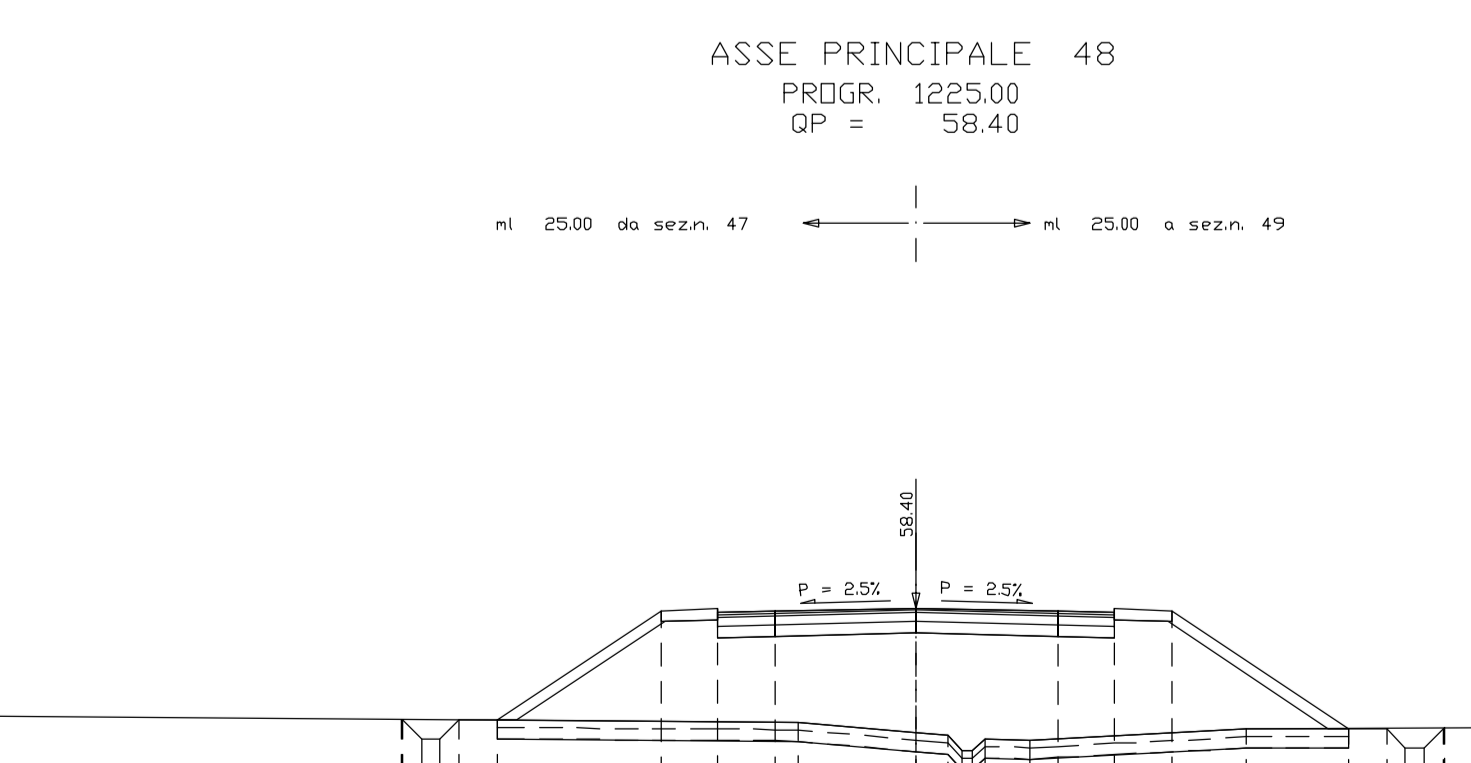 ASSE PRINCIPALE 48
PROGR. 1225.00
QP = 58.40
ml 25.00 da sez.n. 47
ml 25.00 a sez.n. 49
58.40
P = 2.5%
P = 2.5%